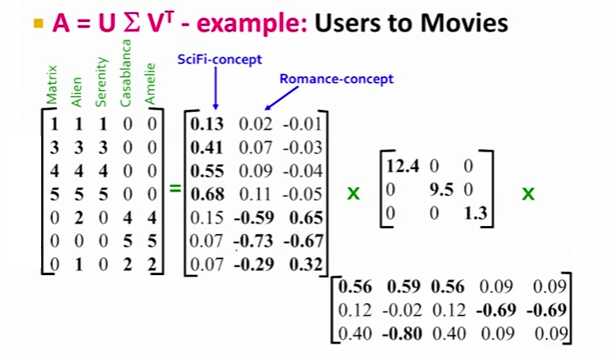 A = U Σ Vᵀ - example: Users to Movies
SciFi-concept
Romance-concept
Matrix
Alien
Serenity
Casablanca
Amelie
1 1 1 0 0
3 3 3 0 0
4 4 4 0 0
5 5 5 0 0
0 2 0 4 4
0 0 0 5 5
0 1 0 2 2
=
0.13 0.02 -0.01
0.41 0.07 -0.03
0.55 0.09 -0.04
0.68 0.11 -0.05
0.15 -0.59 0.65
0.07 -0.73 -0.67
0.07 -0.29 0.32
x
12.4 0 0
0 9.5 0
0 0 1.3
x
0.56 0.59 0.56 0.09 0.09
0.12 -0.02 0.12 -0.69 -0.69
0.40 -0.80 0.40 0.09 0.09